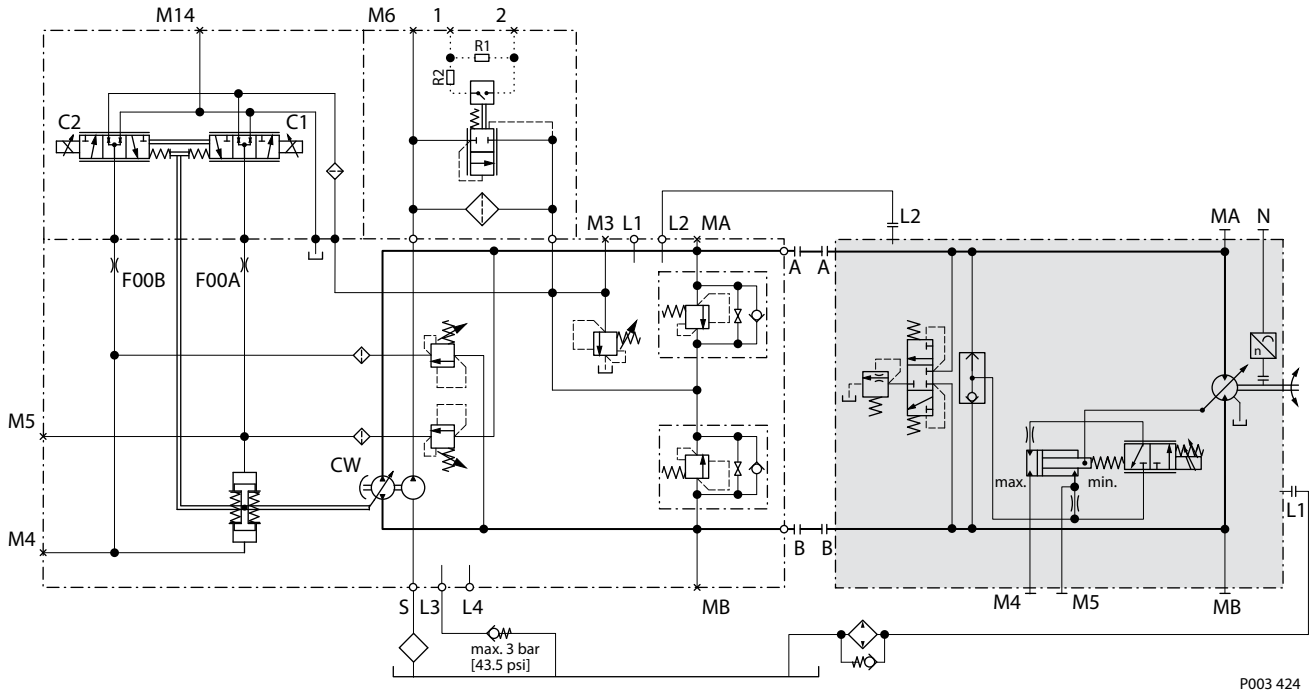 M14
M6
1
2
R1
R2
C2
C1
M3
L1
L2
MA
L2
MA
N
F00B
F00A
A
A
n
M5
CW
max.
min.
L1
M4
B
B
S
L3
L4
MB
M4
M5
MB
max. 3 bar
[43.5 psi]
P003 424